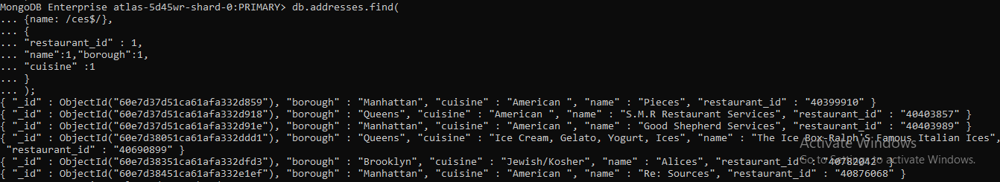 MongoDB Enterprise atlas-5d45wr-shard-0:PRIMARY> db.addresses.find(
... {name: /ces$/},
... {
... "restaurant_id" : 1,
... "name":1,"borough":1,
... "cuisine" :1
... }
... );
{ "_id" : ObjectId("60e7d37d51ca61afa332d859"), "borough" : "Manhattan", "cuisine" : "American ", "name" : "Pieces", "restaurant_id" : "40399910" }
{ "_id" : ObjectId("60e7d37d51ca61afa332d918"), "borough" : "Queens", "cuisine" : "American ", "name" : "S.M.R Restaurant Services", "restaurant_id" : "40403857" }
{ "_id" : ObjectId("60e7d37d51ca61afa332d91e"), "borough" : "Manhattan", "cuisine" : "American ", "name" : "Good Shepherd Services", "restaurant_id" : "40403989" }
{ "_id" : ObjectId("60e7d38051ca61afa332ddd1"), "borough" : "Queens", "cuisine" : "Ice Cream, Gelato, Yogurt, Ices", "name" : "The Ice Box-Ralph'S Famous Italian Ices",
"restaurant_id" : "40690899" }
Activate Windows
{ "_id" : ObjectId("60e7d38351ca61afa332dfd3"), "borough" : "Brooklyn", "cuisine" : "Jewish/Kosher", "name" : "Alices", "restaurant_id" : "40782042" }
Go to Settings to activate Windows.
{ "_id" : ObjectId("60e7d38451ca61afa332e1ef"), "borough" : "Manhattan", "cuisine" : "American ", "name" : "Re: Sources", "restaurant_id" : "40876068" }